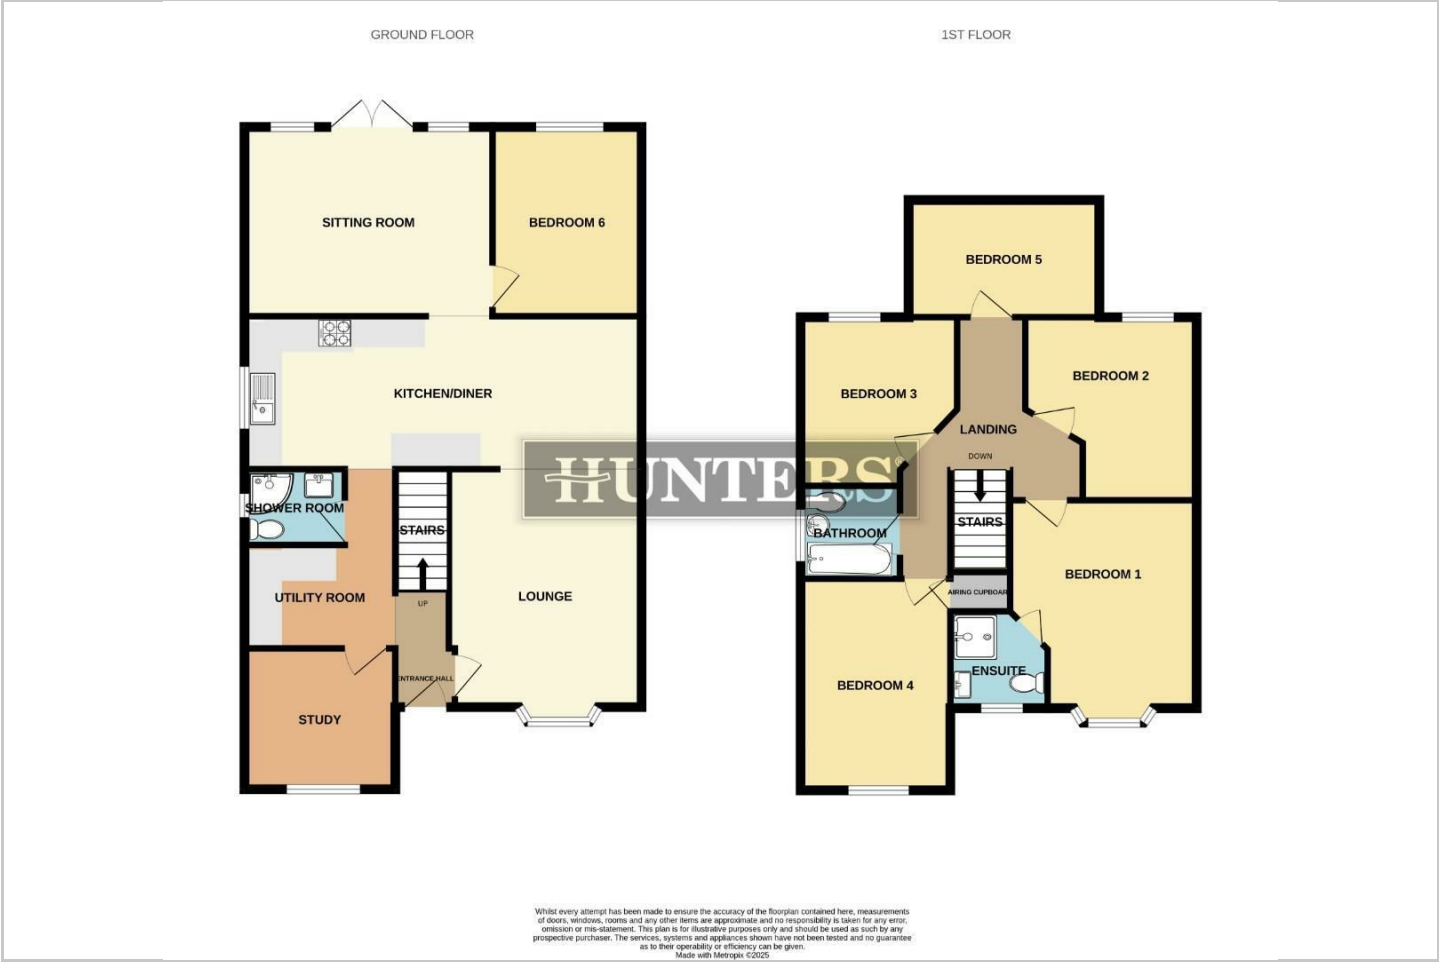 GROUND FLOOR
1ST FLOOR
SITTING ROOM
BEDROOM 6
KITCHEN/DINER
SHOWER ROOM
STAIRS
UP
UTILITY ROOM
LOUNGE
ENTRANCE HALL
STUDY
BEDROOM 5
BEDROOM 3
BEDROOM 2
LANDING
DOWN
STAIRS
BATHROOM
BEDROOM 1
AIRING CUPBOAR
ENSUITE
BEDROOM 4
HUNTERS
Whilst every attempt has been made to ensure the accuracy of the floorplan contained here, measurements
of doors, windows, rooms and any other items are approximate and no responsibility is taken for any error,
omission or mis-statement. This plan is for illustrative purposes only and should be used as such by any
prospective purchaser. The services, systems and appliances shown have not been tested and no guarantee
as to their operability or efficiency can be given.
Made with Metropix ©2025